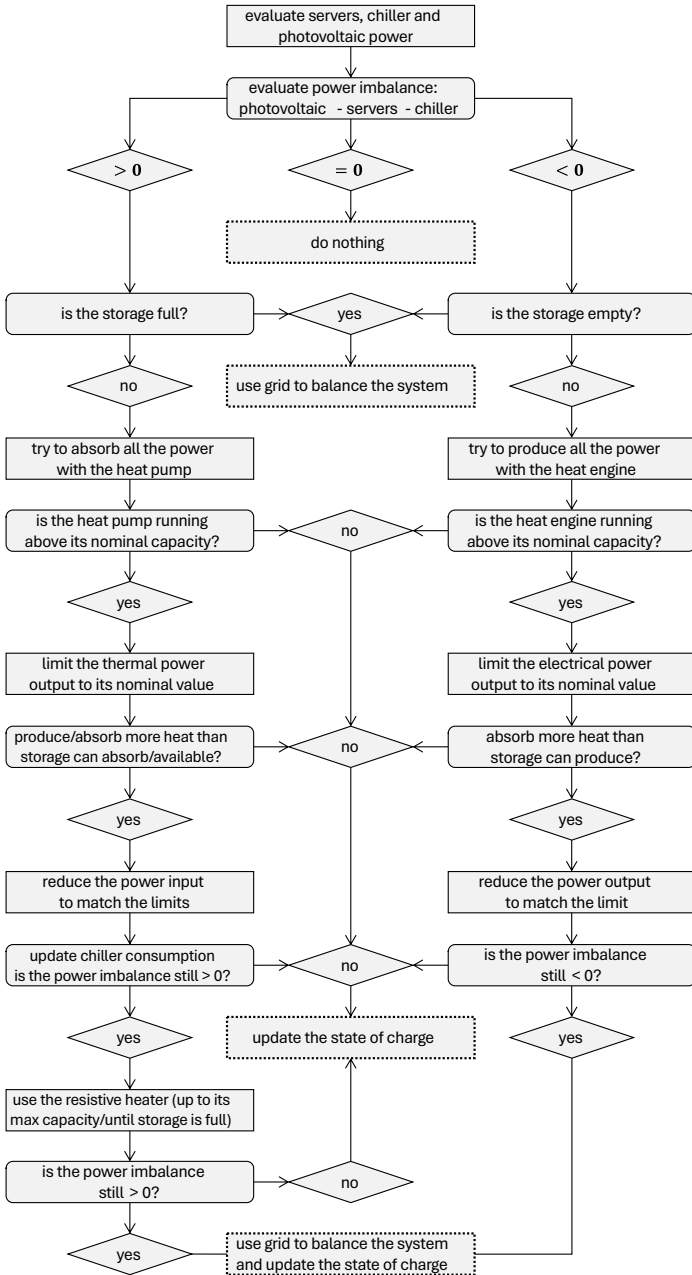 evaluate servers, chiller and
photovoltaic power
evaluate power imbalance:
photovoltaic - servers - chiller
> 0
= 0
< 0
do nothing
is the storage full?
yes
is the storage empty?
no
use grid to balance the system
no
try to absorb all the power
with the heat pump
try to produce all the power
with the heat engine
is the heat pump running
above its nominal capacity?
no
is the heat engine running
above its nominal capacity?
yes
yes
limit the thermal power
output to its nominal value
limit the electrical power
output to its nominal value
produce/absorb more heat than
storage can absorb/available?
no
absorb more heat than
storage can produce?
yes
yes
reduce the power input
to match the limits
reduce the power output
to match the limit
update chiller consumption
is the power imbalance still > 0?
no
is the power imbalance
still < 0?
yes
update the state of charge
yes
use the resistive heater (up to its
max capacity/until storage is full)
is the power imbalance
still > 0?
no
yes
use grid to balance the system
and update the state of charge